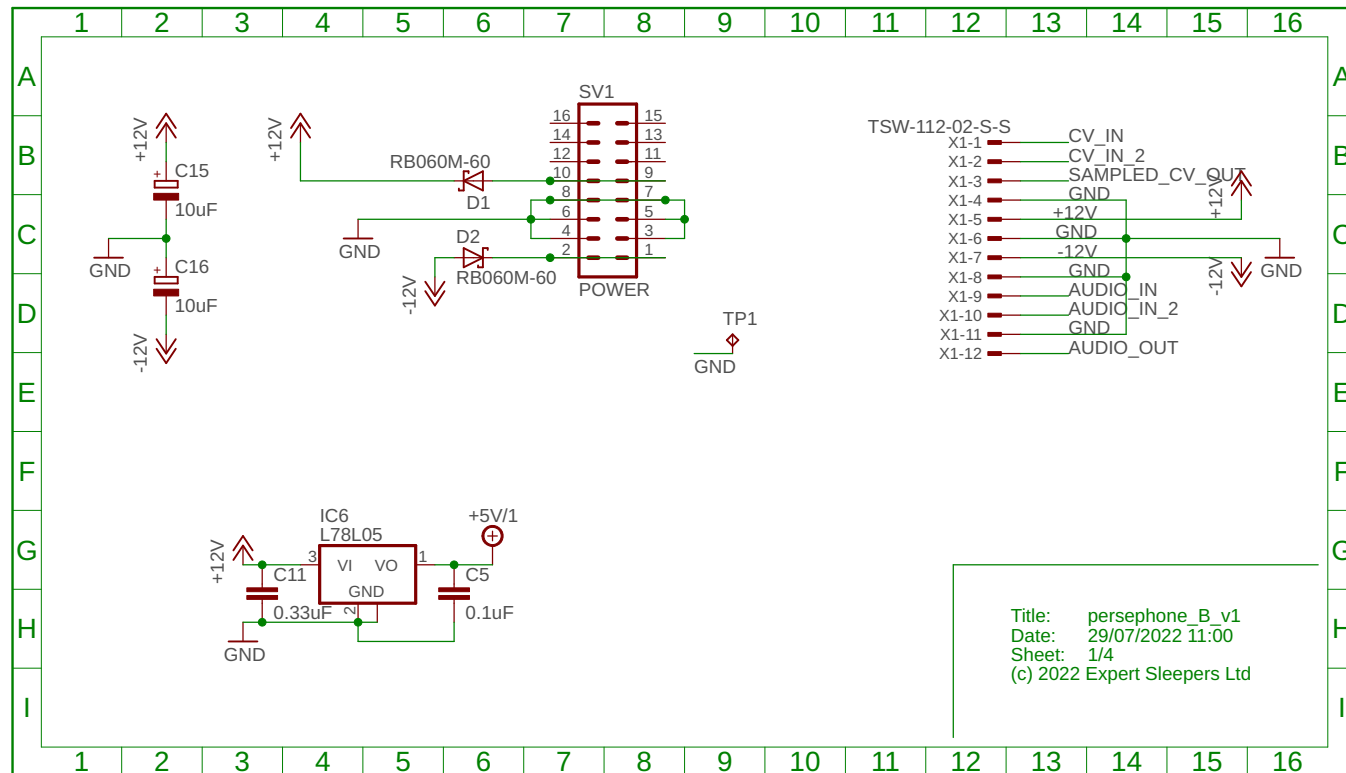 1 2 3 4 5 6 7 8 9 10 11 12 13 14 15 16
A A
B B
C C
D D
E E
F F
G G
H H
I I
+12V
C15
10uF
GND
C16
10uF
-12V
+12V
RB060M-60
D1
GND
D2
RB060M-60
-12V
SV1
16 15
14 13
12 11
10 9
8 7
6 5
4 3
2 1
POWER
TP1
GND
TSW-112-02-S-S
X1-1 CV_IN
X1-2 CV_IN_2
X1-3 SAMPLED_CV_OUT
X1-4 GND
X1-5 +12V
X1-6 GND
X1-7 -12V
X1-8 GND
X1-9 AUDIO_IN
X1-10 AUDIO_IN_2
X1-11 GND
X1-12 AUDIO_OUT
+12V
GND
-12V
IC6
L78L05
+12V
3 VI VO 1
GND
2
C11
0.33uF
GND
+5V/1
C5
0.1uF
Title: persephone_B_v1
Date: 29/07/2022 11:00
Sheet: 1/4
(c) 2022 Expert Sleepers Ltd
1 2 3 4 5 6 7 8 9 10 11 12 13 14 15 16